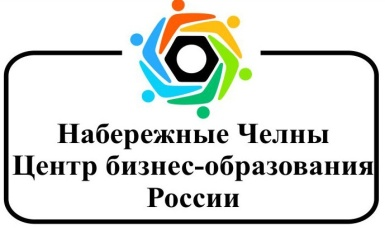 Набережные Челны
Центр бизнес-образования
России